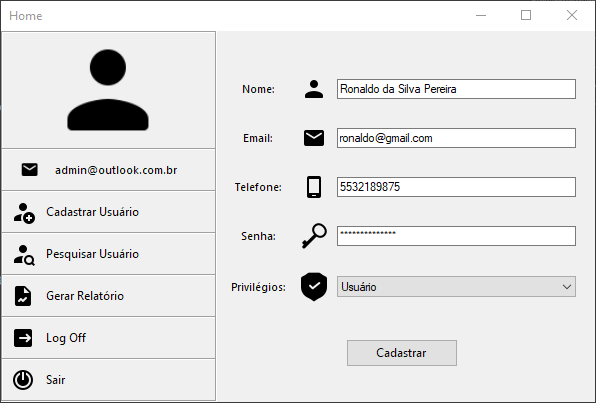 Home
admin@outlook.com.br
Cadastrar Usuário
Pesquisar Usuário
Gerar Relatório
Log Off
Sair
Nome: Ronaldo da Silva Pereira
Email: ronaldo@gmail.com
Telefone: 5532189875
Senha: **************
Privilégios: Usuário
Cadastrar